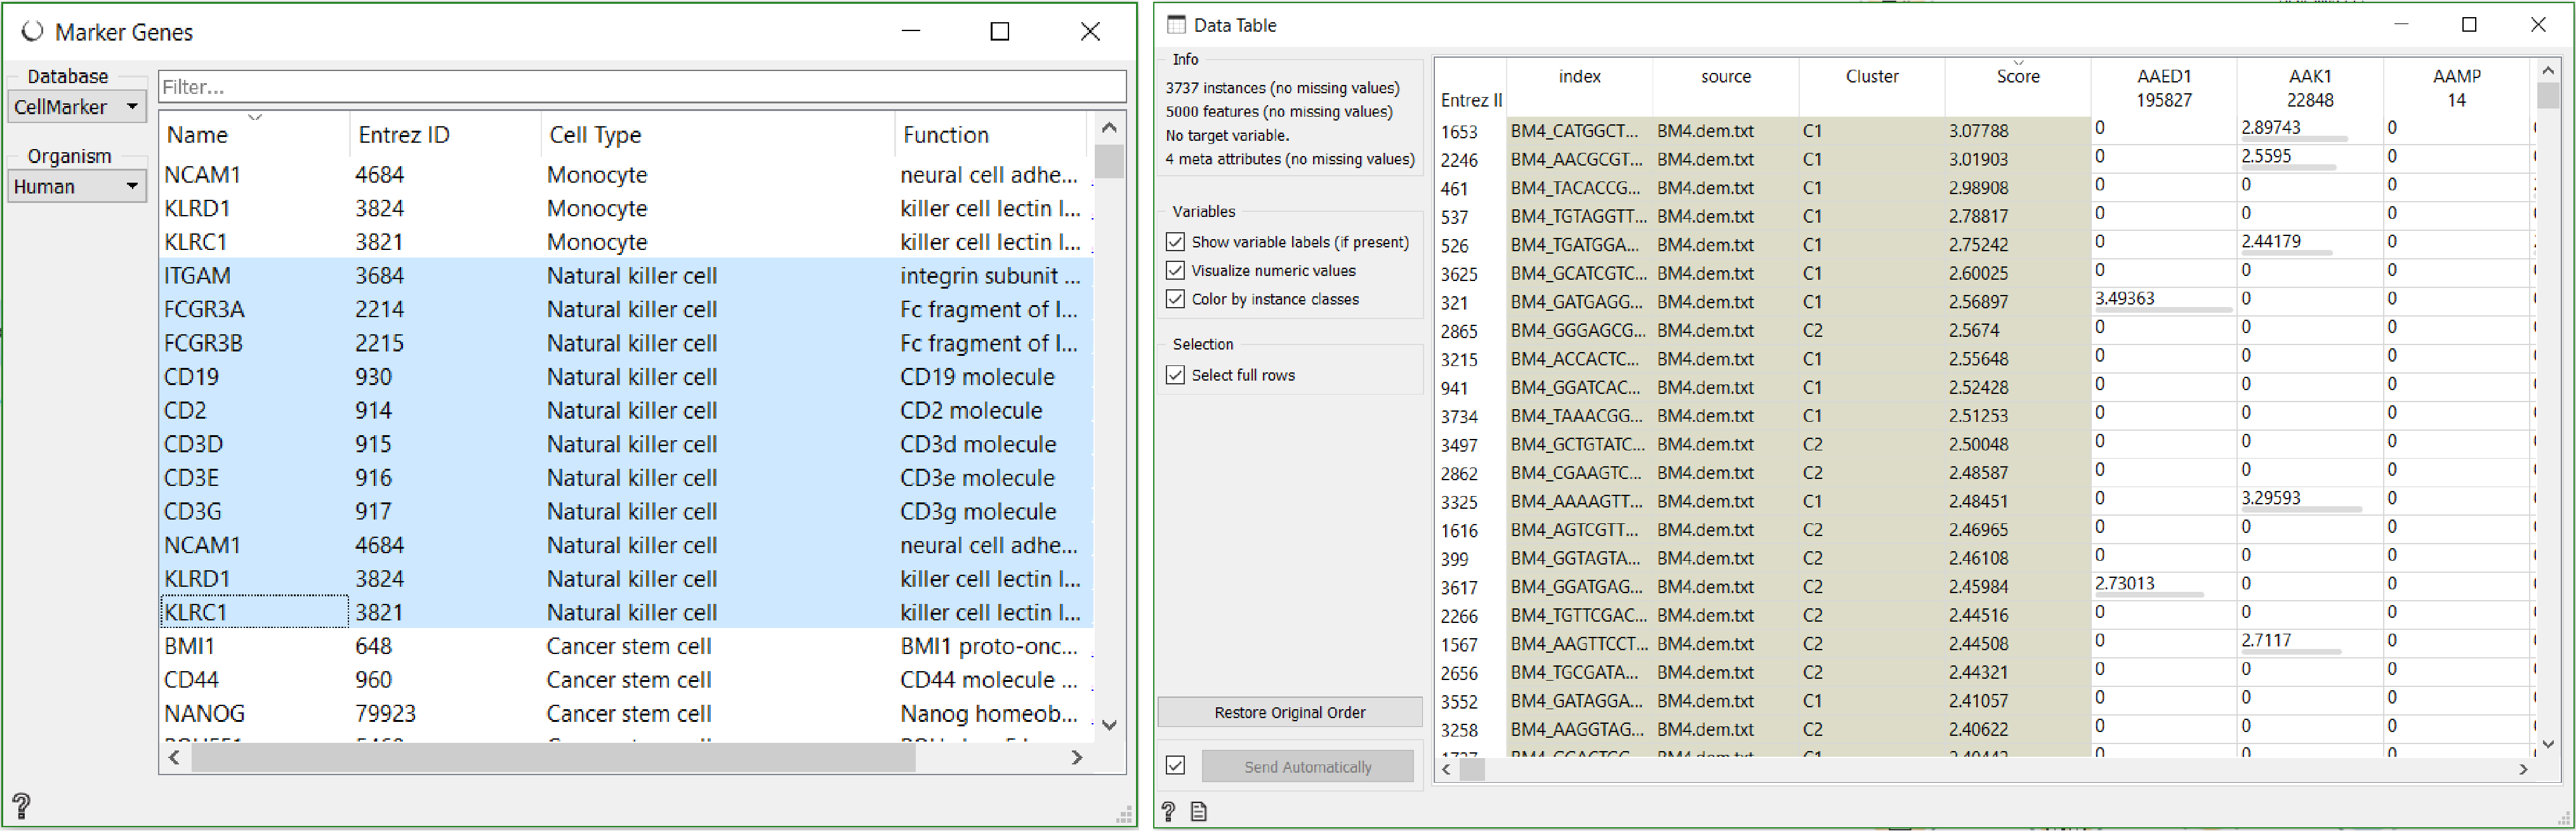 Marker Genes
Database
CellMarker
Organism
Human
Filter...
Name Entrez ID Cell Type Function
NCAM1 4684 Monocyte neural cell adhe...
KLRD1 3824 Monocyte killer cell lectin l...
KLRC1 3821 Monocyte killer cell lectin l...
ITGAM 3684 Natural killer cell integrin subunit ...
FCGR3A 2214 Natural killer cell Fc fragment of I...
FCGR3B 2215 Natural killer cell Fc fragment of I...
CD19 930 Natural killer cell CD19 molecule
CD2 914 Natural killer cell CD2 molecule
CD3D 915 Natural killer cell CD3d molecule
CD3E 916 Natural killer cell CD3e molecule
CD3G 917 Natural killer cell CD3g molecule
NCAM1 4684 Natural killer cell neural cell adhe...
KLRD1 3824 Natural killer cell killer cell lectin l...
KLRC1 3821 Natural killer cell killer cell lectin l...
BMI1 648 Cancer stem cell BMI1 proto-onc...
CD44 960 Cancer stem cell CD44 molecule ...
NANOG 79923 Cancer stem cell Nanog homeob...
Data Table
Info
3737 instances (no missing values)
5000 features (no missing values)
No target variable.
4 meta attributes (no missing values)
Variables
Show variable labels (if present)
Visualize numeric values
Color by instance classes
Selection
Select full rows
Restore Original Order
Send Automatically
index source Cluster Score AAED1 AAK1 AAMP
Entrez II 195827 22848 14
1653 BM4_CATGGCT... BM4.dem.txt C1 3.07788 0 2.89743 0
2246 BM4_AACGCGT... BM4.dem.txt C1 3.01903 0 2.5595 0
461 BM4_TACACCG... BM4.dem.txt C1 2.98908 0 0 0
537 BM4_TGTAGGTT... BM4.dem.txt C1 2.78817 0 0 0
526 BM4_TGATGGA... BM4.dem.txt C1 2.75242 0 2.44179 0
3625 BM4_GCATCGTC... BM4.dem.txt C1 2.60025 0 0 0
321 BM4_GATGAGG... BM4.dem.txt C1 2.56897 3.49363 0 0
2865 BM4_GGGAGCG... BM4.dem.txt C2 2.5674 0 0 0
3215 BM4_ACCACTC... BM4.dem.txt C1 2.55648 0 0 0
941 BM4_GGATCAC... BM4.dem.txt C1 2.52428 0 0 0
3734 BM4_TAAACGG... BM4.dem.txt C1 2.51253 0 0 0
3497 BM4_GCTGTATC... BM4.dem.txt C2 2.50048 0 0 0
2862 BM4_CGAAGTC... BM4.dem.txt C2 2.48587 0 0 0
3325 BM4_AAAAGTT... BM4.dem.txt C1 2.48451 0 3.29593 0
1616 BM4_AGTCGTT... BM4.dem.txt C2 2.46965 0 0 0
399 BM4_GGTAGTA... BM4.dem.txt C2 2.46108 0 0 0
3617 BM4_GGATGAG... BM4.dem.txt C2 2.45984 2.73013 0 0
2266 BM4_TGTTCGAC... BM4.dem.txt C2 2.44516 0 0 0
1567 BM4_AAGTTCCT... BM4.dem.txt C2 2.44508 0 2.7117 0
2656 BM4_TGCGATA... BM4.dem.txt C2 2.44321 0 0 0
3552 BM4_GATAGGA... BM4.dem.txt C1 2.41057 0 0 0
3258 BM4_AAGGTAG... BM4.dem.txt C2 2.40622 0 0 0